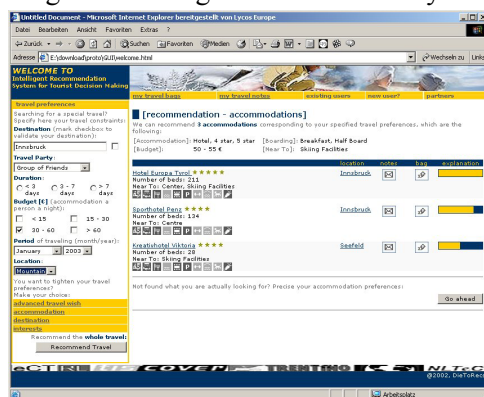 Untitled Document - Microsoft Internet Explorer bereitgestellt von Lycos Europe
Datei Bearbeiten Ansicht Favoriten Extras ?
Zurück Suchen Favoriten Medien
Adresse E:\download\proto\GUI\welcome.html Wechseln zu Links
WELCOME TO
Intelligent Recommendation
System for Tourist Decision Making
my travel bags my travel notes existing users new user? partners
travel preferences
Searching for a special travel?
Specify here your travel constraints:
Destination (mark chackbox to
validate your destination):
Innsbruck
Travel Party:
Group of Friends
Duration:
< 3 days 3 - 7 days > 7 days
Budget [€] (accommodation a
person a night):
< 15 15 - 30
30 - 60 > 60
Period of traveling (month/year):
January 2003
Location:
Mountain
You want to tighten your travel
preferences?
Make your choice:
advanced travel wish
accommodation
destination
interests
Recommend the whole travel:
Recommend Travel
[recommendation - accommodations]
We can recommend 3 accommodations corresponding to your specified travel preferences, which are the
following:
[Accommodation]: Hotel, 4 star, 5 star [Boarding]: Breakfast, Half Board
[Budget]: 50 - 55 € [Near To]: Skiing Facilities
location notes bag explanation
Hotel Europa Tyrol Innsbruck
Number of beds: 211
Near To: Center, Skiing Facilities
Sporthotel Penz Innsbruck
Number of beds: 134
Near To: Centre
Kreativhotel Viktoria Seefeld
Number of beds: 28
Near To: Skiing Facilities
Not found what you are actually looking for? Precise your accommodation preferences:
Go ahead
TRENTINO
@2002, DieToRec
Arbeitsplatz